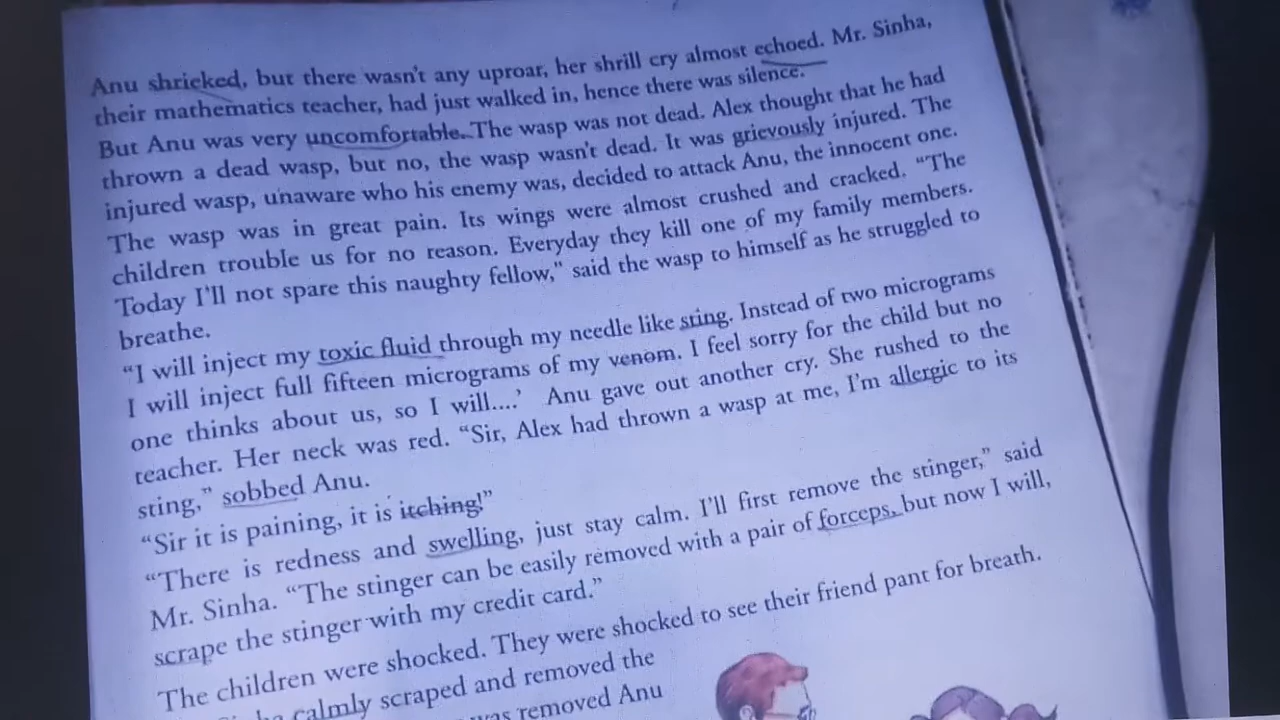 Anu shrieked, but there wasn't any uproar, her shrill cry almost echoed. Mr. Sinha,
their mathematics teacher, had just walked in, hence there was silence.
But Anu was very uncomfortable. The wasp was not dead. Alex thought that he had
thrown a dead wasp, but no, the wasp wasn't dead. It was grievously injured. The
injured wasp, unaware who his enemy was, decided to attack Anu, the innocent one.
The wasp was in great pain. Its wings were almost crushed and cracked. "The
children trouble us for no reason. Everyday they kill one of my family members.
Today I'll not spare this naughty fellow," said the wasp to himself as he struggled to
breathe.
"I will inject my toxic fluid through my needle like sting. Instead of two micrograms
I will inject full fifteen micrograms of my venom. I feel sorry for the child but no
one thinks about us, so I will....' Anu gave out another cry. She rushed to the
teacher. Her neck was red. "Sir, Alex had thrown a wasp at me, I'm allergic to its
sting," sobbed Anu.
"Sir it is paining, it is itching!"
"There is redness and swelling, just stay calm. I'll first remove the stinger," said
Mr. Sinha. "The stinger can be easily removed with a pair of forceps, but now I will,
scrape the stinger with my credit card."
The children were shocked. They were shocked to see their friend pant for breath.
calmly scraped and removed the
was removed Anu